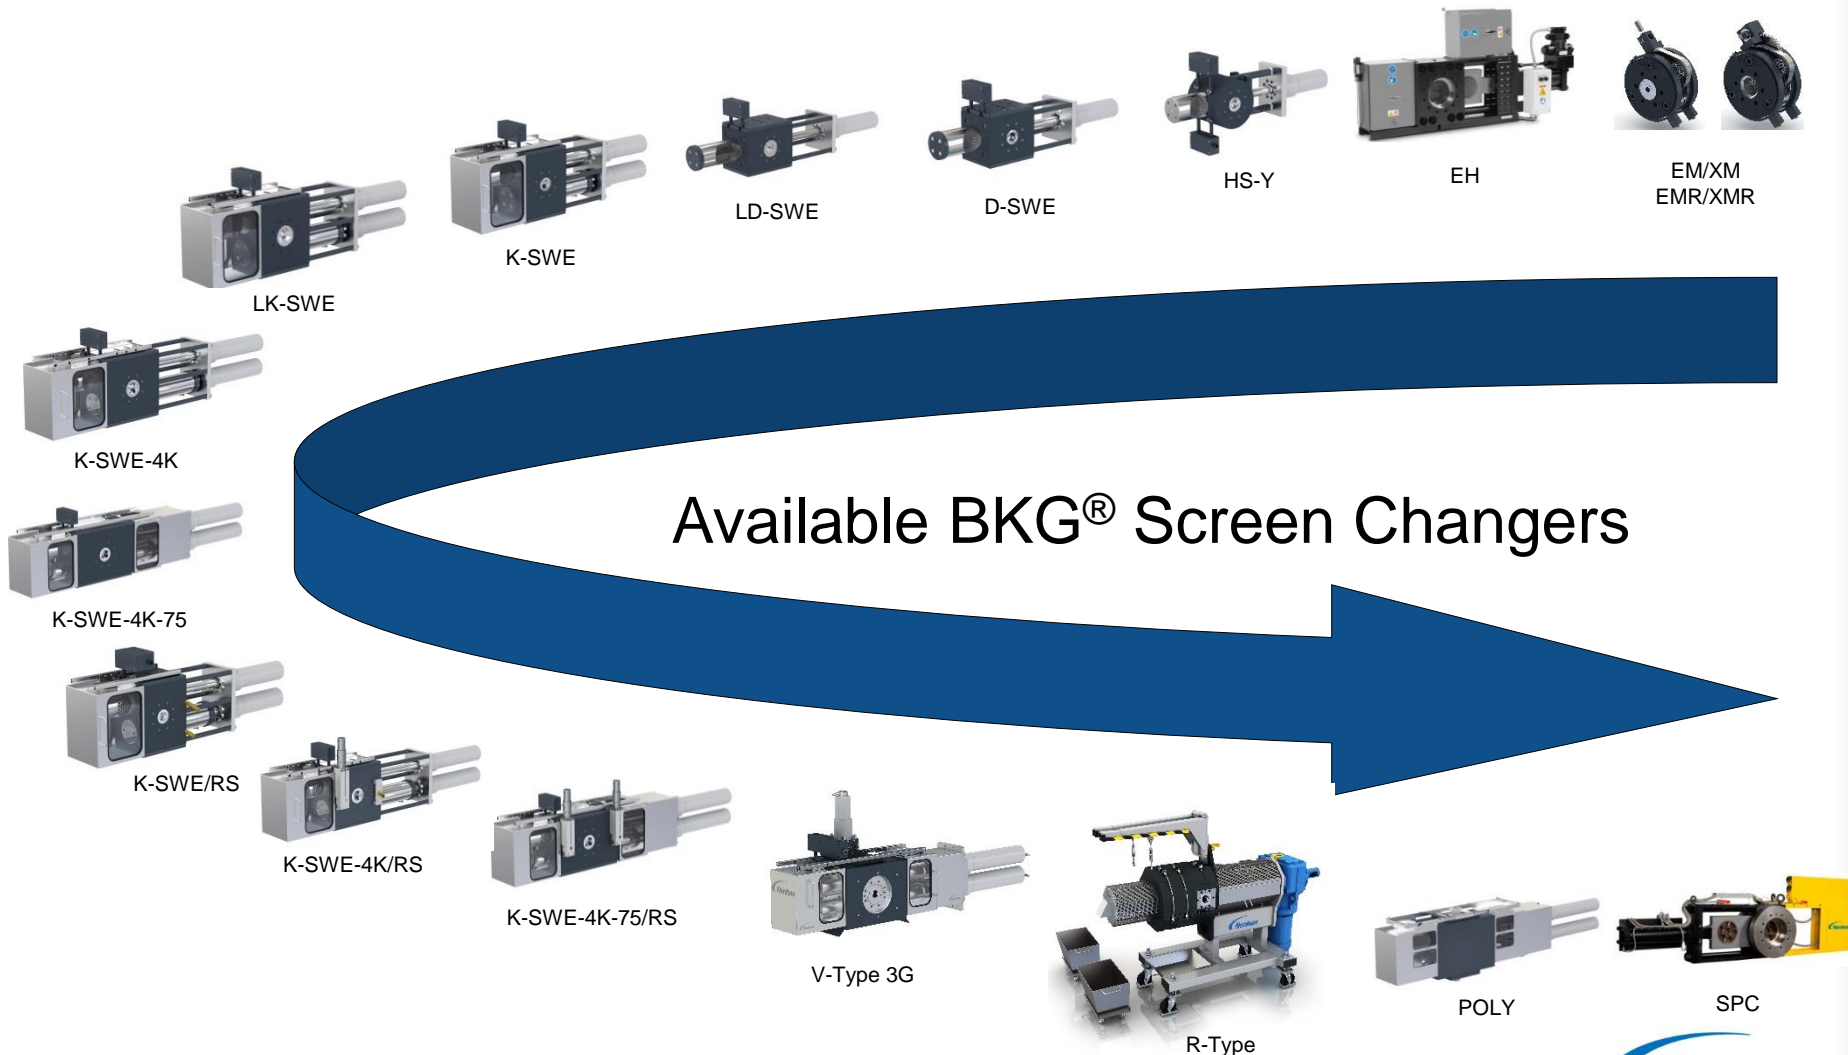 EM/XM
EMR/XMR
EH
HS-Y
D-SWE
LD-SWE
K-SWE
LK-SWE
K-SWE-4K
Available BKG® Screen Changers
K-SWE-4K-75
K-SWE/RS
K-SWE-4K/RS
K-SWE-4K-75/RS
V-Type 3G
Nordson
R-Type
POLY
SPC